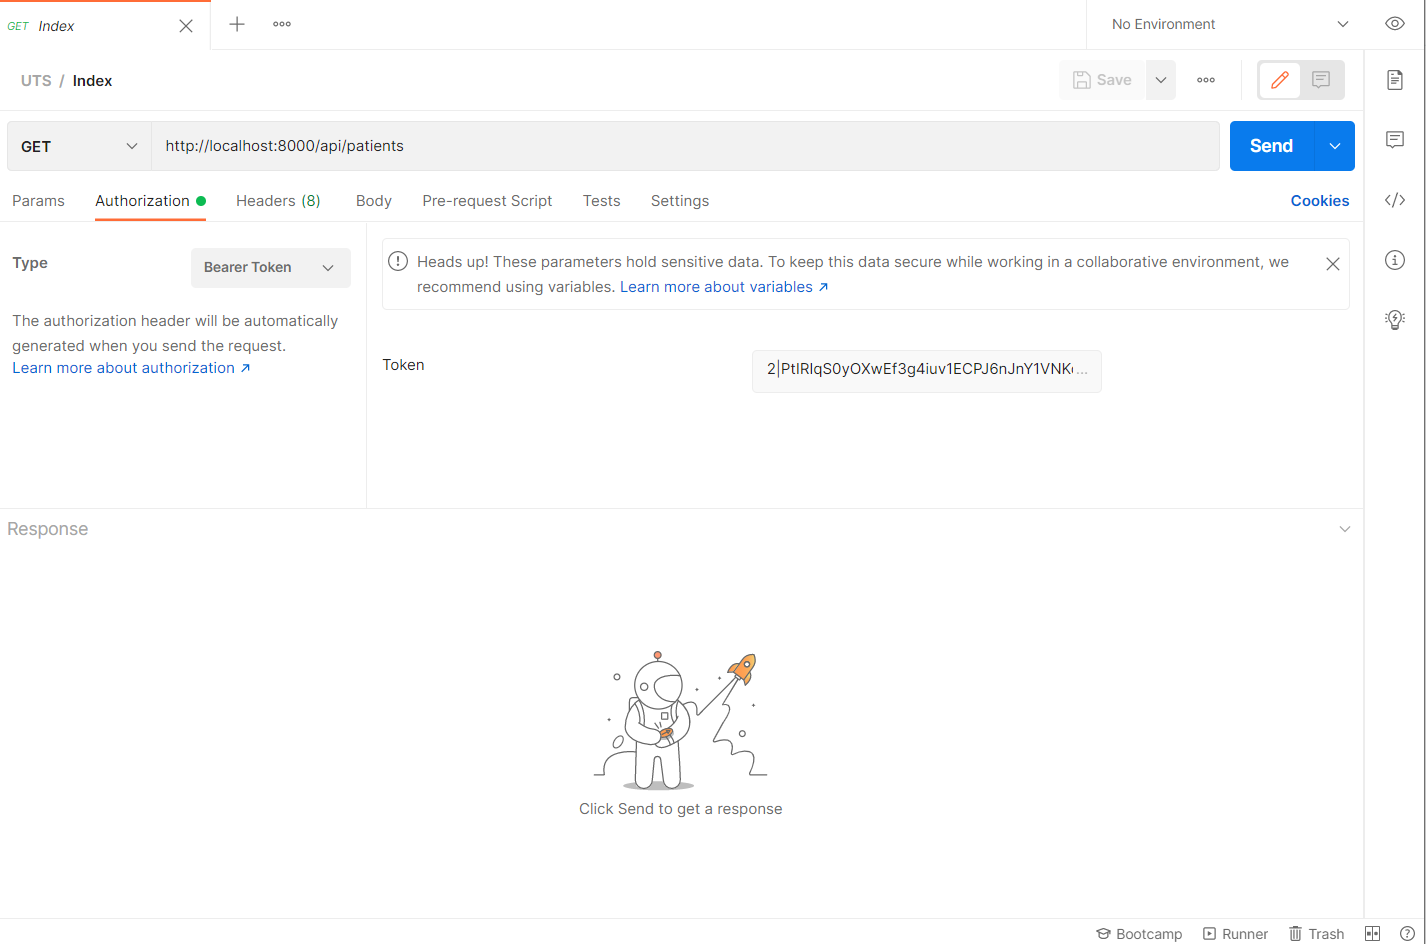 GET Index
No Environment
UTS / Index
Save
GET
http://localhost:8000/api/patients
Send
Params
Authorization
Headers (8)
Body
Pre-request Script
Tests
Settings
Cookies
Type
Bearer Token
The authorization header will be automatically
generated when you send the request.
Learn more about authorization ↗
Heads up! These parameters hold sensitive data. To keep this data secure while working in a collaborative environment, we
recommend using variables. Learn more about variables ↗
Token
2|PtIRIqS0yOXwEf3g4iuv1ECPJ6nJnY1VNK...
Response
Click Send to get a response
Bootcamp
Runner
Trash